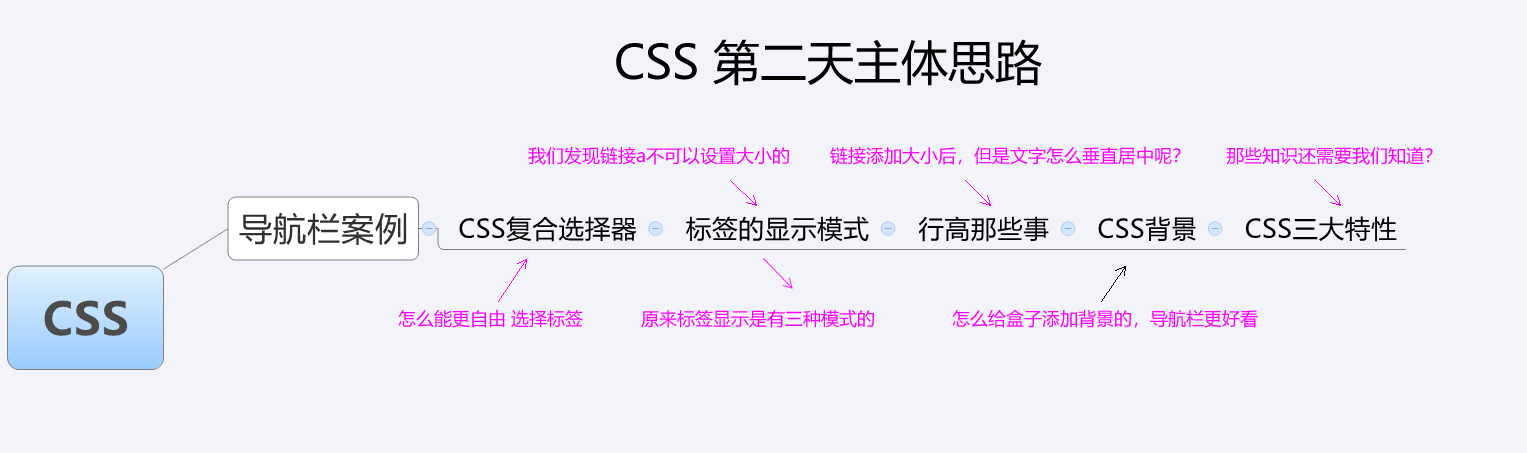 CSS 第二天主体思路
我们发现链接a不可以设置大小的
链接添加大小后，但是文字怎么垂直居中呢？
那些知识还需要我们知道？
导航栏案例
CSS复合选择器
标签的显示模式
行高那些事
CSS背景
CSS三大特性
CSS
怎么能更自由 选择标签
原来标签显示是有三种模式的
怎么给盒子添加背景的，导航栏更好看